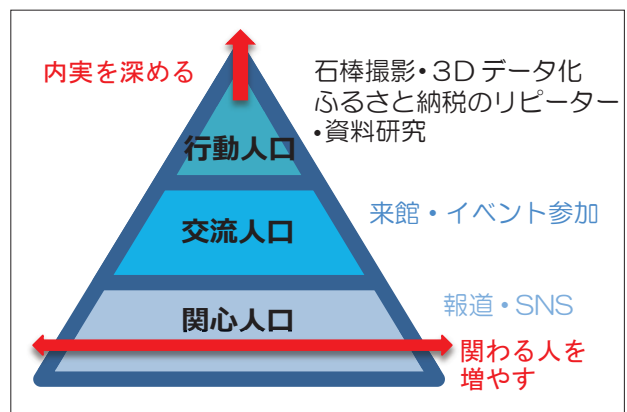 内実を深める
石棒撮影・3Dデータ化
ふるさと納税のリピーター
・資料研究
行動人口
交流人口
来館・イベント参加
関心人口
報道・SNS
関わる人を
増やす